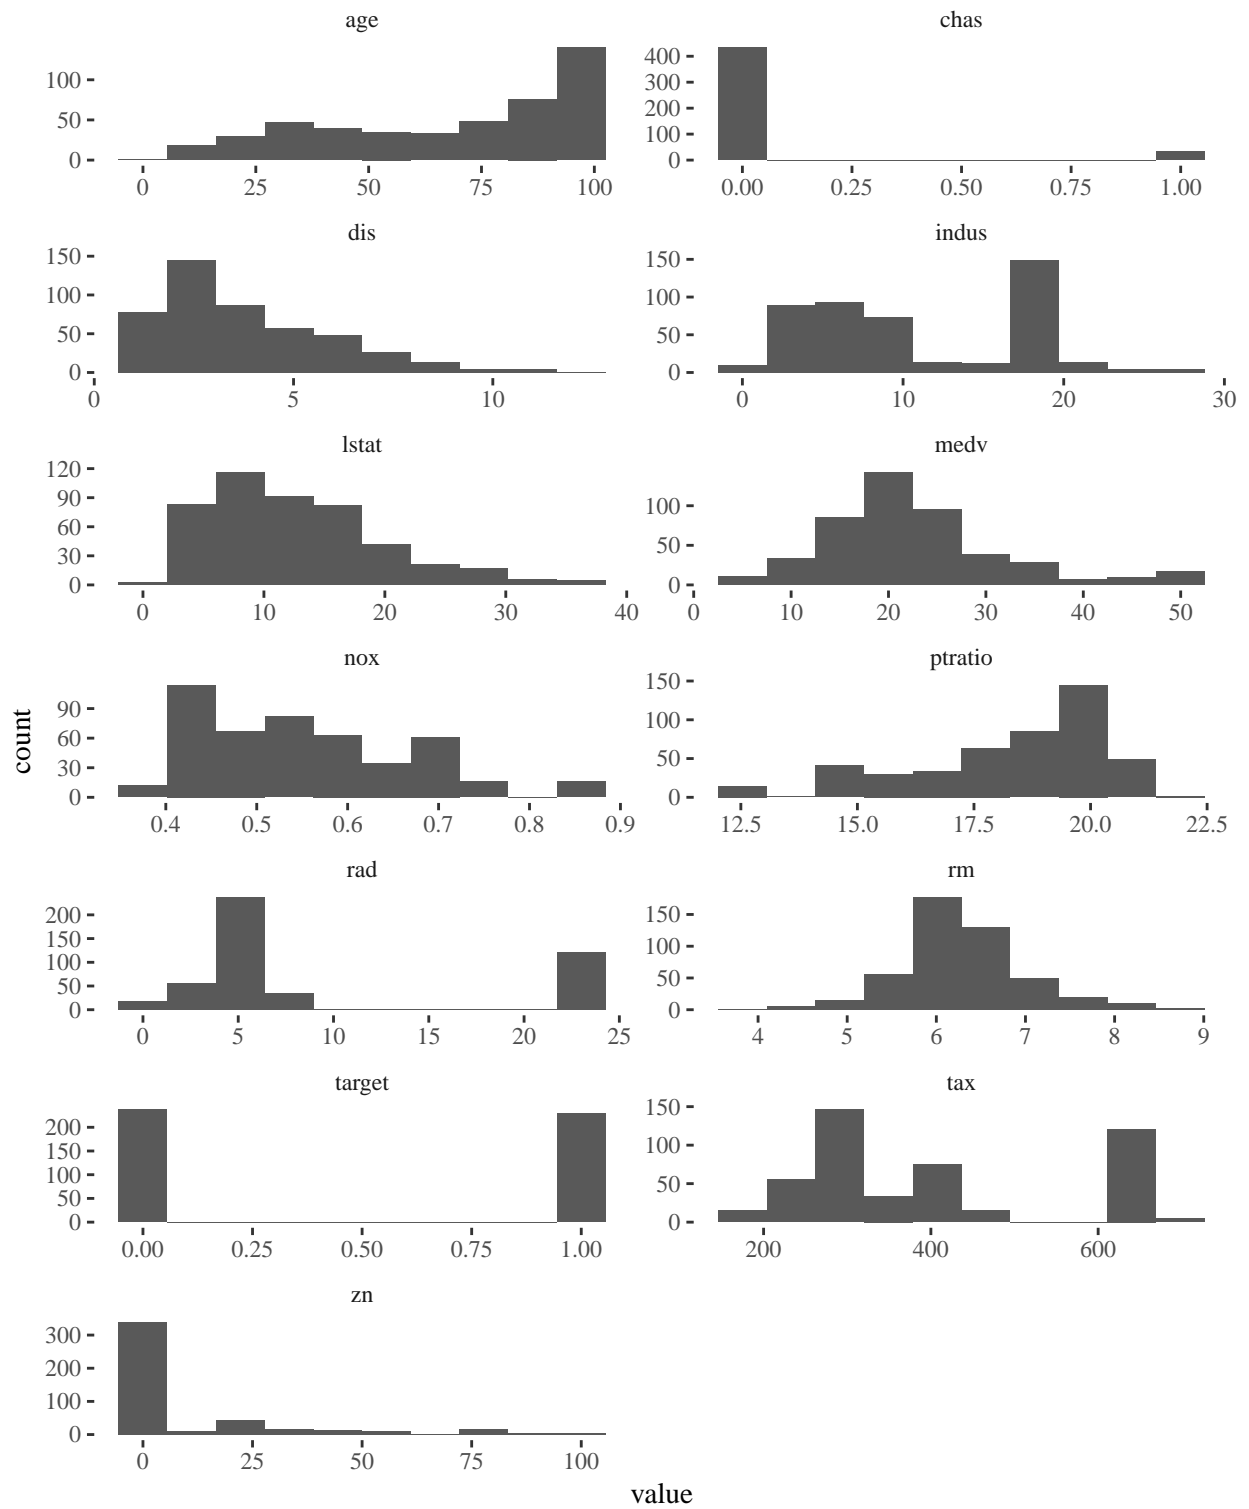 age
100
50
0
0 25 50 75 100
chas
400
300
200
100
0
0.00 0.25 0.50 0.75 1.00
dis
150
100
50
0
0 5 10
indus
150
100
50
0
0 10 20 30
lstat
120
90
60
30
0
0 10 20 30 40
medv
100
50
0
0 10 20 30 40 50
nox
90
60
30
0
0.4 0.5 0.6 0.7 0.8 0.9
ptratio
150
100
50
0
12.5 15.0 17.5 20.0 22.5
rad
200
150
100
50
0
0 5 10 15 20 25
rm
150
100
50
0
4 5 6 7 8 9
target
200
150
100
50
0
0.00 0.25 0.50 0.75 1.00
tax
150
100
50
0
200 400 600
zn
300
200
100
0
0 25 50 75 100
count
value